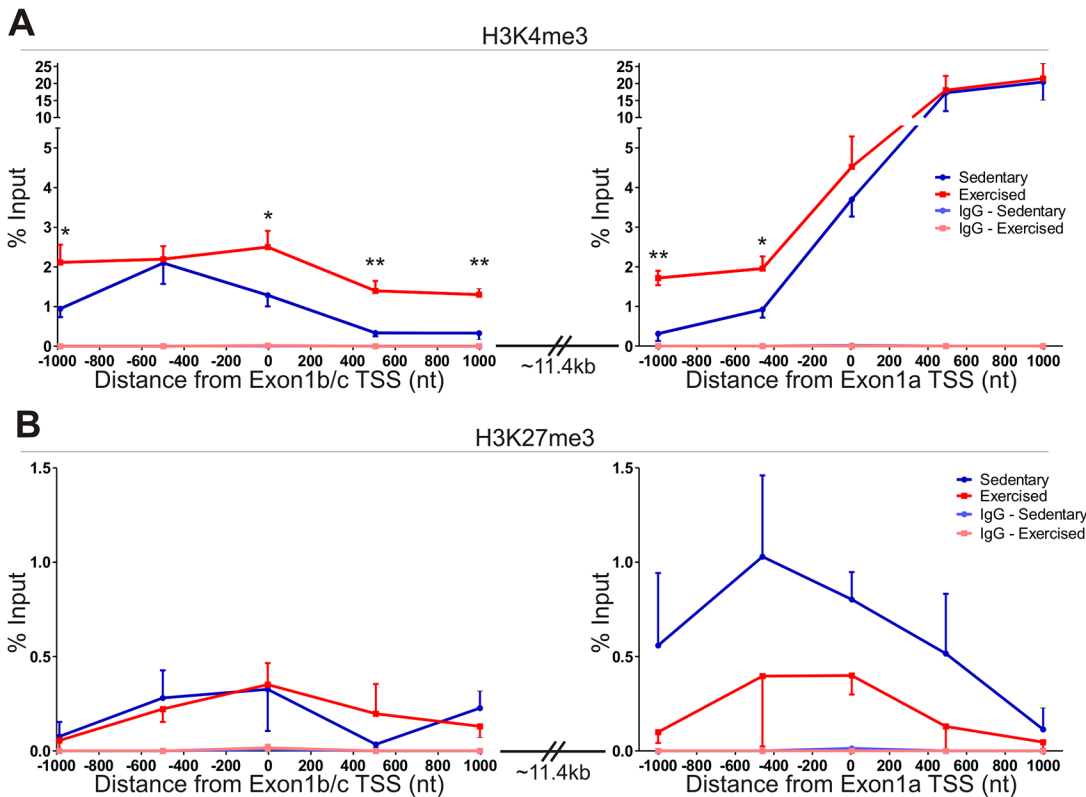 A
H3K4me3
25
20
15
10
5
4
3
2
1
0
% Input
* * ** **
-1000 -800 -600 -400 -200 0 200 400 600 800 1000
Distance from Exon1b/c TSS (nt)
~11.4kb
25
20
15
10
5
4
3
2
1
0
% Input
** *
Sedentary
Exercised
IgG - Sedentary
IgG - Exercised
-1000 -800 -600 -400 -200 0 200 400 600 800 1000
Distance from Exon1a TSS (nt)
B
H3K27me3
1.5
1.0
0.5
0.0
% Input
-1000 -800 -600 -400 -200 0 200 400 600 800 1000
Distance from Exon1b/c TSS (nt)
~11.4kb
1.5
1.0
0.5
0.0
% Input
Sedentary
Exercised
IgG - Sedentary
IgG - Exercised
-1000 -800 -600 -400 -200 0 200 400 600 800 1000
Distance from Exon1a TSS (nt)